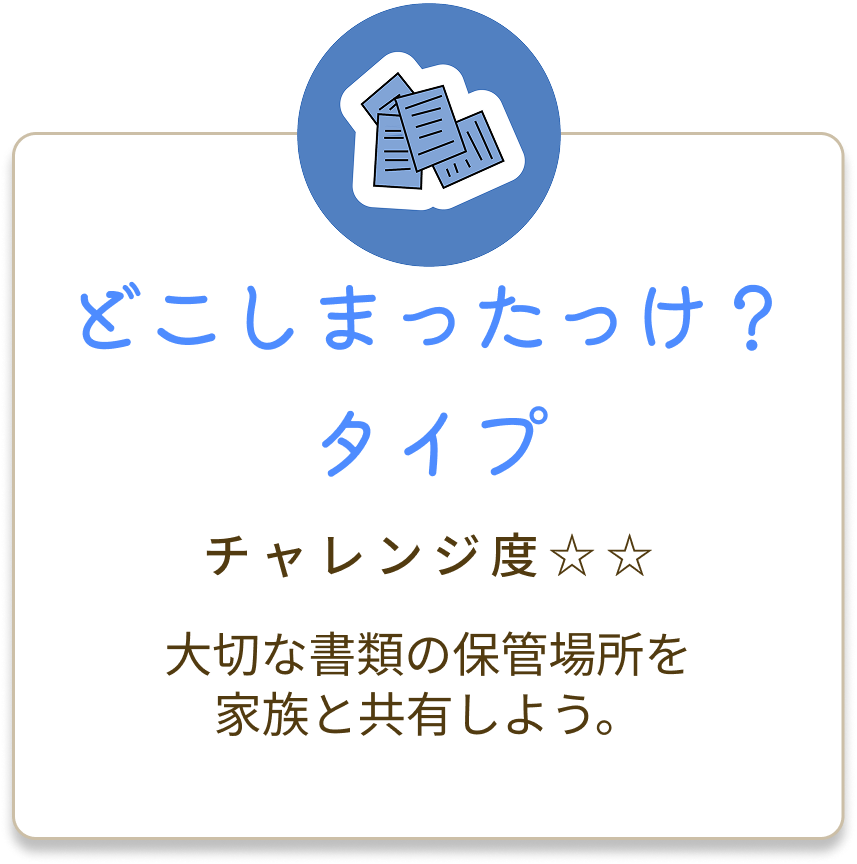 どこしまったっけ？
タイプ
チャレンジ度☆☆
大切な書類の保管場所を
家族と共有しよう。